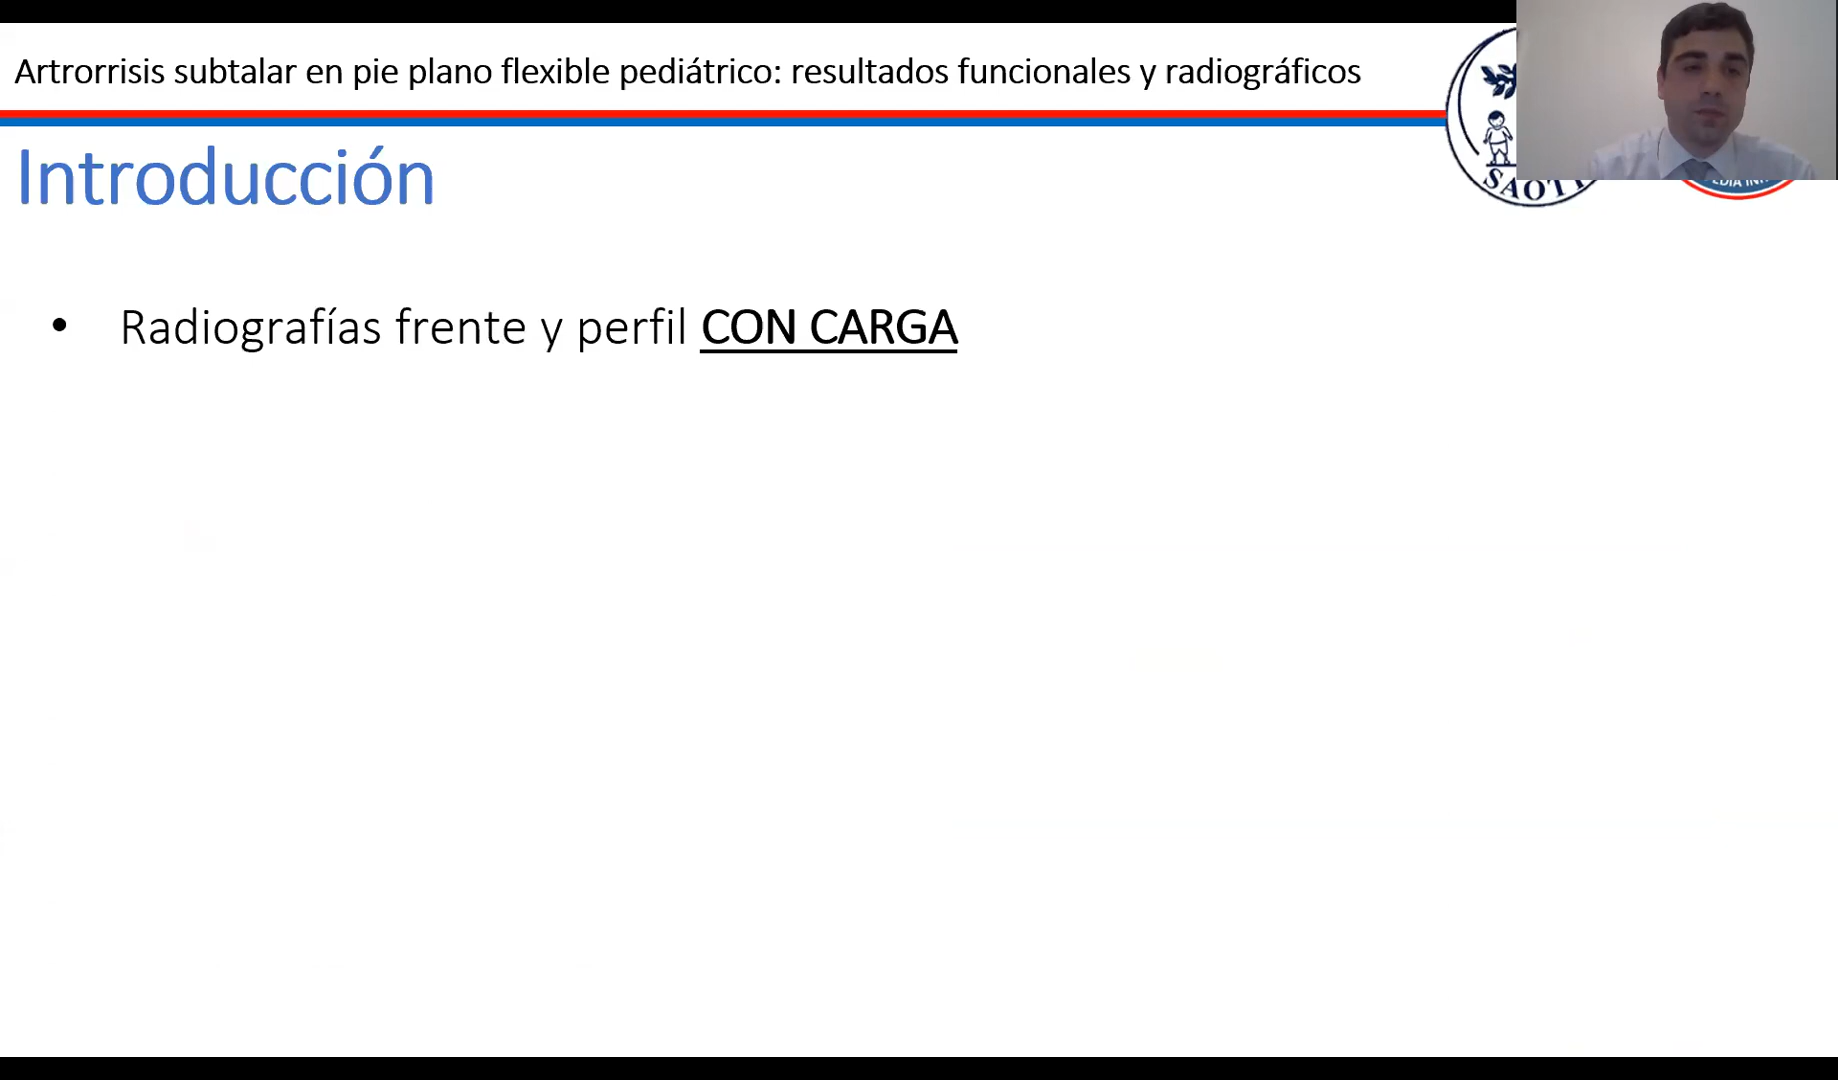 Artrorrisis subtalar en pie plano flexible pediátrico: resultados funcionales y radiográficos
Introducción
• Radiografías frente y perfil CON CARGA